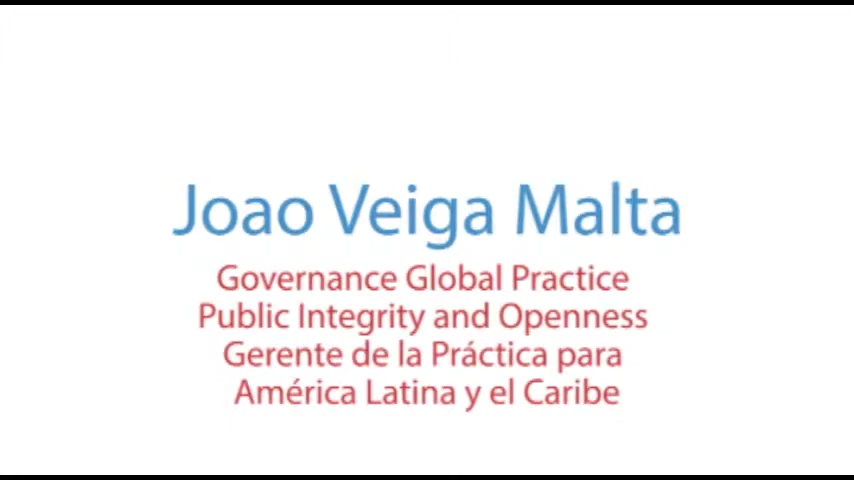 Joao Veiga Malta
Governance Global Practice
Public Integrity and Openness
Gerente de la Práctica para
América Latina y el Caribe